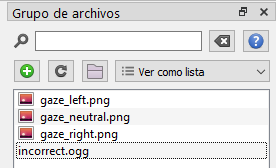 Grupo de archivos
Ver como lista
gaze_left.png
gaze_neutral.png
gaze_right.png
incorrect.ogg